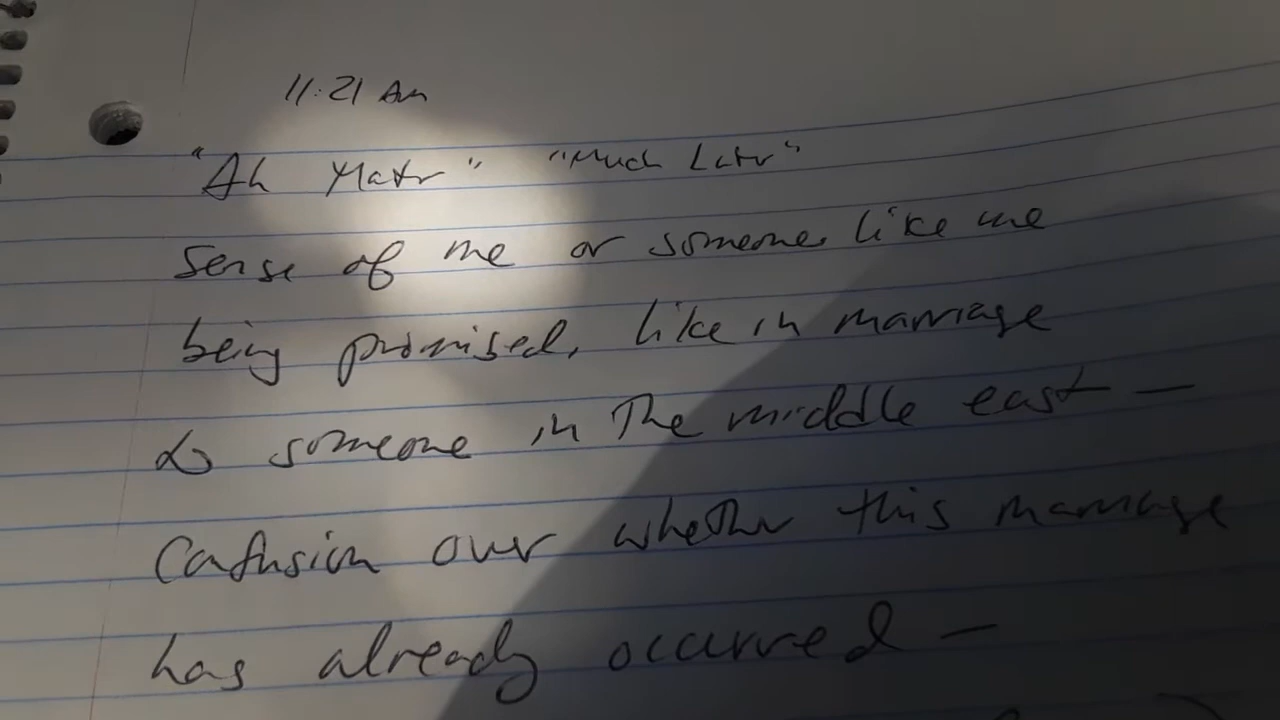 11:21 Am
"Ah Matr" "Much Later"
Sense of me or someone like me
being promised, like in marriage
to someone in The middle east —
Confusion over whether this marriage
has already occurred —